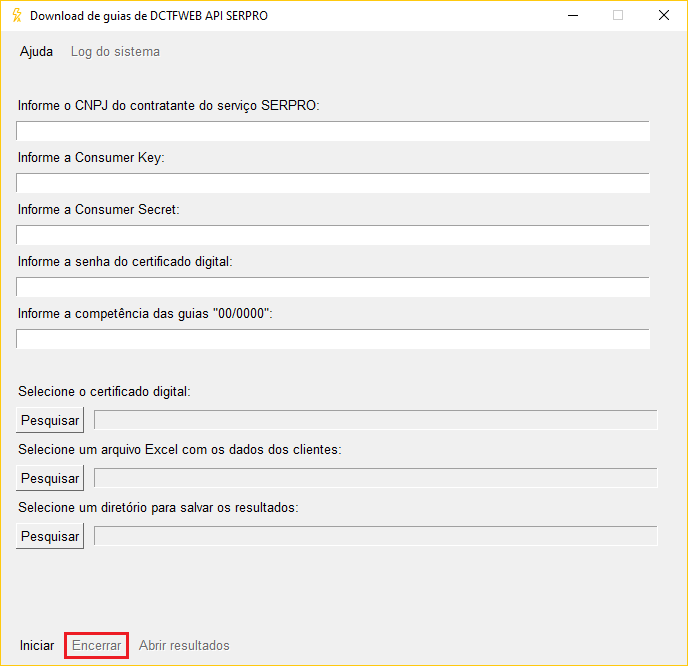 Download de guias de DCTFWEB API SERPRO
Ajuda Log do sistema
Informe o CNPJ do contratante do serviço SERPRO:
Informe a Consumer Key:
Informe a Consumer Secret:
Informe a senha do certificado digital:
Informe a competência das guias "00/0000":
Selecione o certificado digital:
Pesquisar
Selecione um arquivo Excel com os dados dos clientes:
Pesquisar
Selecione um diretório para salvar os resultados:
Pesquisar
Iniciar Encerrar Abrir resultados